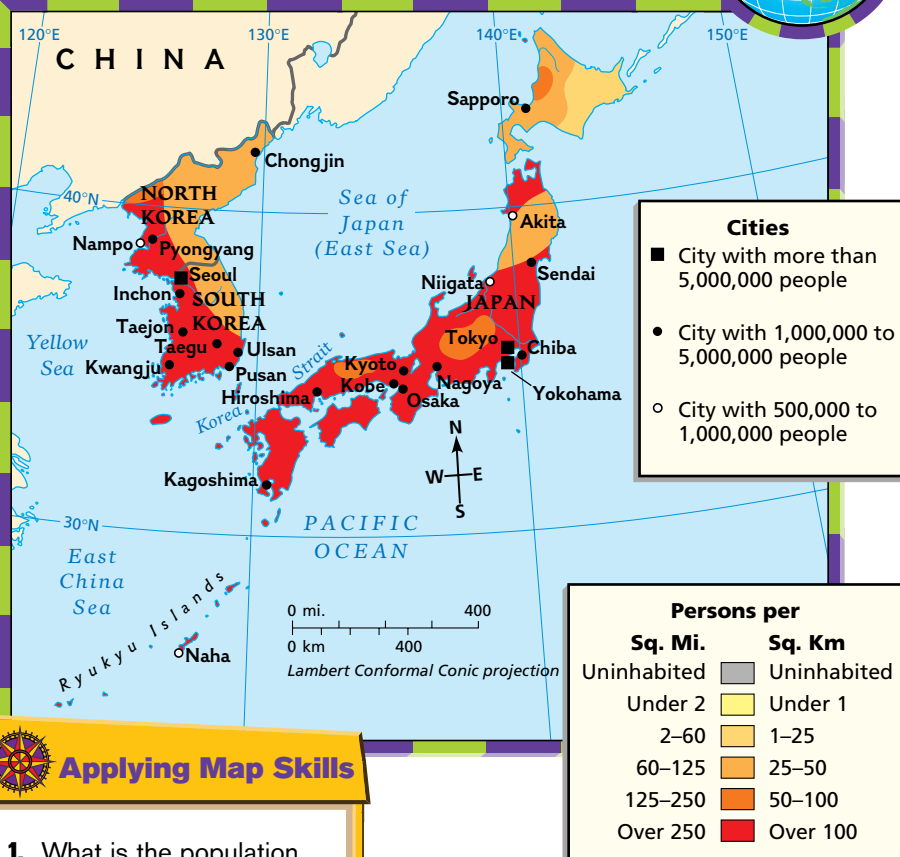 120°E
130°E
140°E
150°E
CHINA
Sapporo
Chongjin
40°N
NORTH
KOREA
Sea of
Japan
(East Sea)
Akita
Nampo
Pyongyang
Seoul
Sendai
Inchon
SOUTH
KOREA
Niigata
JAPAN
Taejon
Taegu
Ulsan
Tokyo
Chiba
Yellow
Sea
Kwangju
Pusan
Korea Strait
Kyoto
Kobe
Nagoya
Hiroshima
Osaka
Yokohama
N
W
E
S
Kagoshima
30°N
PACIFIC
OCEAN
East
China
Sea
Ryukyu Islands
Naha
0 mi.
400
0 km
400
Lambert Conformal Conic projection
Cities
City with more than
5,000,000 people
City with 1,000,000 to
5,000,000 people
City with 500,000 to
1,000,000 people
Persons per
Sq. Mi.
Sq. Km
Uninhabited
Uninhabited
Under 2
Under 1
2–60
1–25
60–125
25–50
125–250
50–100
Over 250
Over 100
Applying Map Skills
1. What is the population